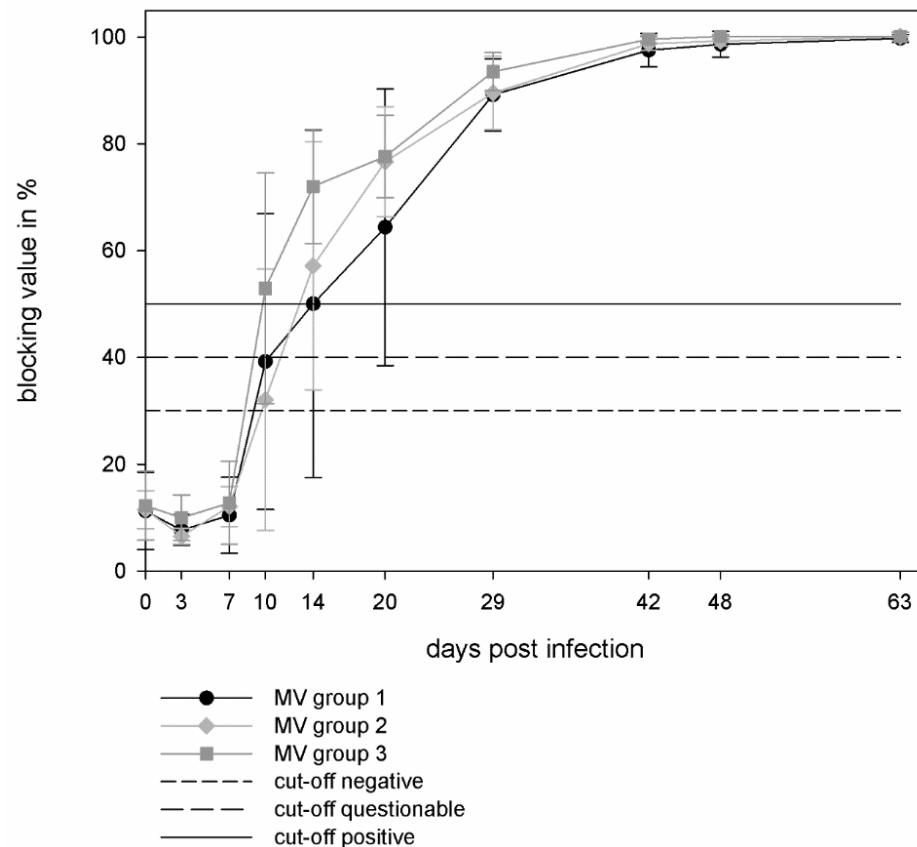 100
80
60
40
20
0
blocking value in %
0 3 7 10 14 20 29 42 48 63
days post infection
MV group 1
MV group 2
MV group 3
cut-off negative
cut-off questionable
cut-off positive